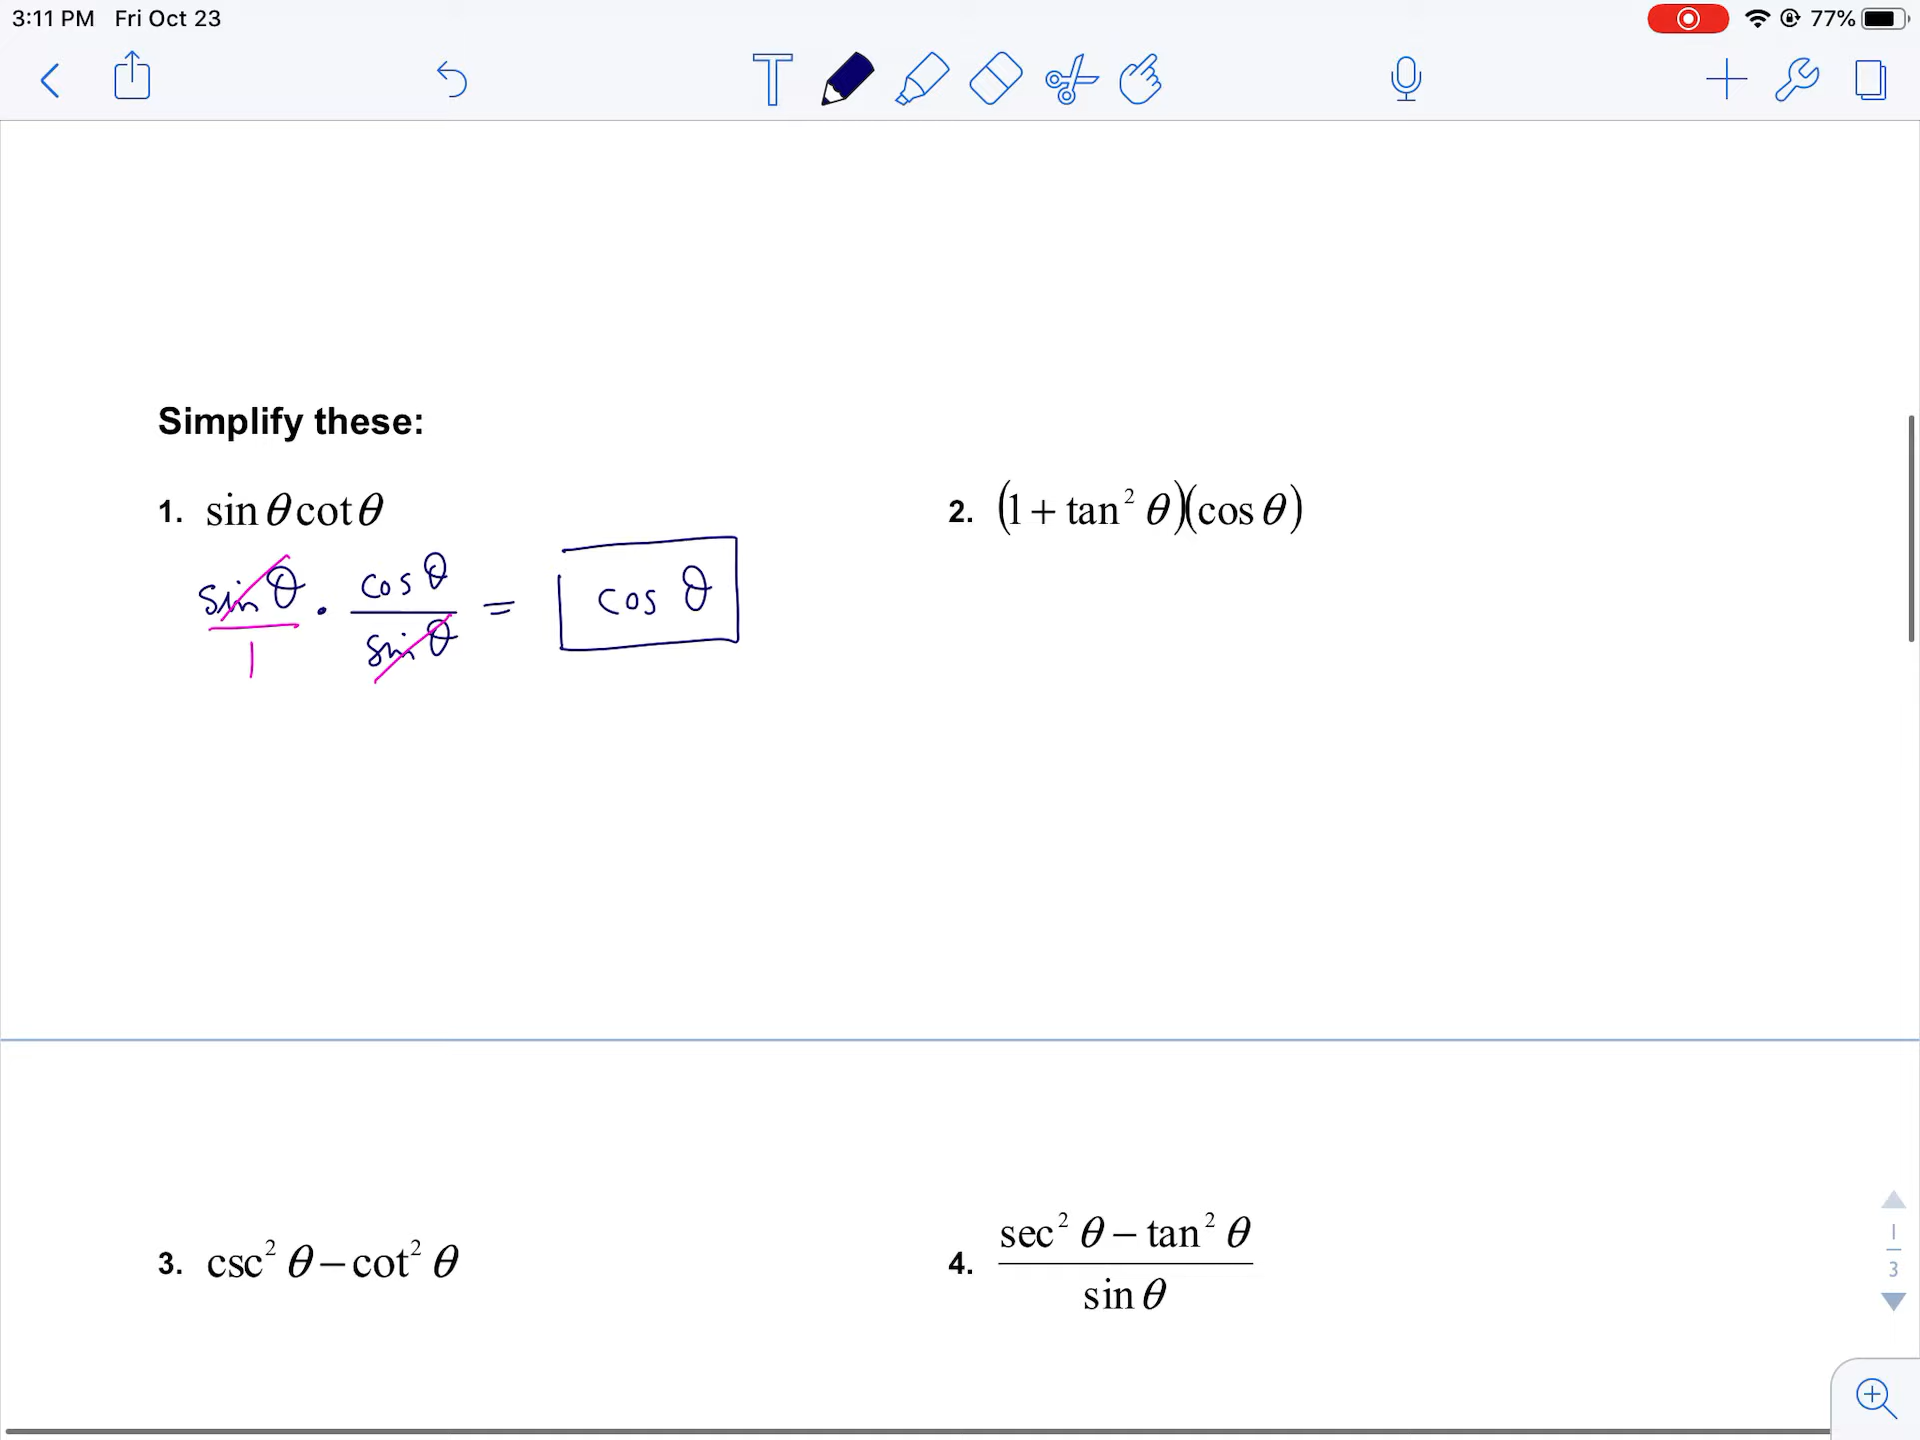 3:11 PM Fri Oct 23 77%
Simplify these:
1. sin θ cot θ
sin θ / 1 · cos θ / sin θ = cos θ
2. (1 + tan² θ)(cos θ)
3. csc² θ − cot² θ
4. sec² θ − tan² θ / sin θ
1/3